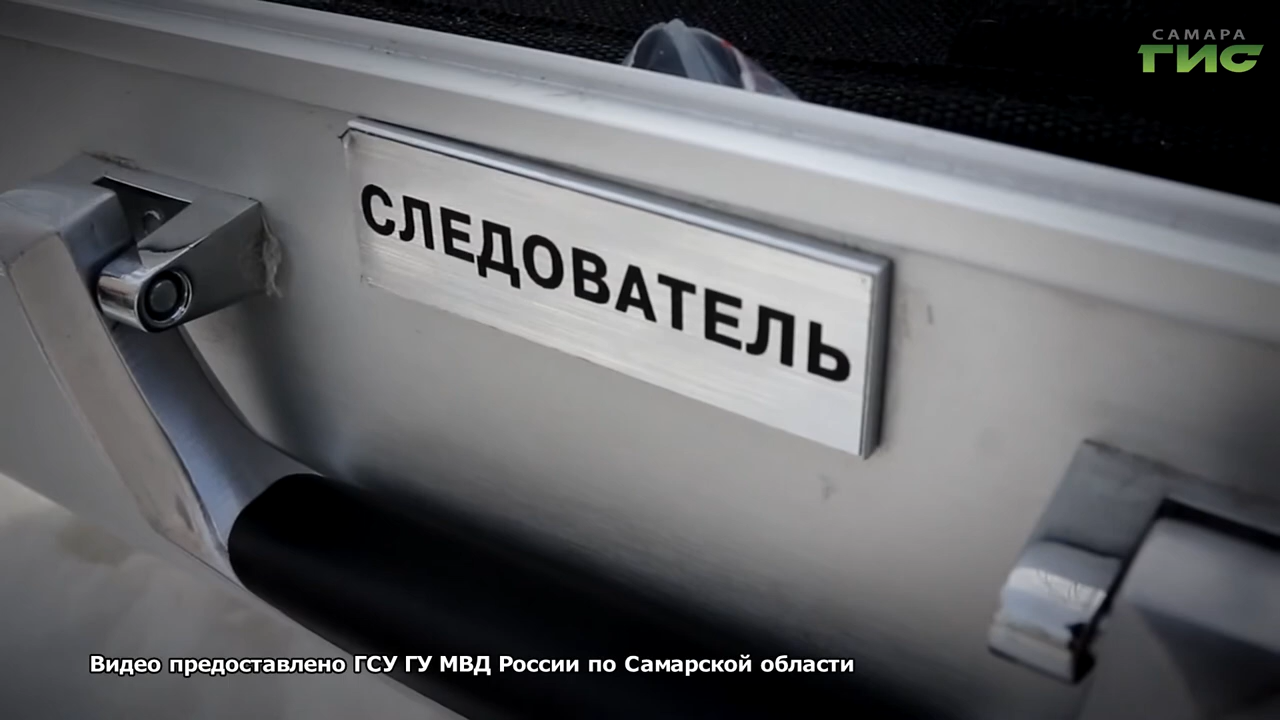 САМАРА
ГИС
СЛЕДОВАТЕЛЬ
Видео предоставлено ГСУ ГУ МВД России по Самарской области